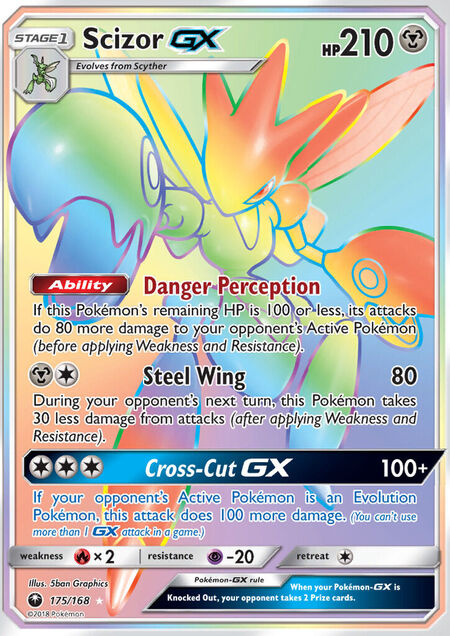 STAGE1 Scizor GX HP210
Evolves from Scyther
Ability Danger Perception
If this Pokémon's remaining HP is 100 or less, its attacks
do 80 more damage to your opponent's Active Pokémon
(before applying Weakness and Resistance).
Steel Wing 80
During your opponent's next turn, this Pokémon takes
30 less damage from attacks (after applying Weakness and
Resistance).
Cross-Cut GX 100+
If your opponent's Active Pokémon is an Evolution
Pokémon, this attack does 100 more damage. (You can't use
more than 1 GX attack in a game.)
weakness ×2 resistance -20 retreat
Illus. 5ban Graphics
Pokémon-GX rule
When your Pokémon-GX is
Knocked Out, your opponent takes 2 Prize cards.
175/168
©2018 Pokémon